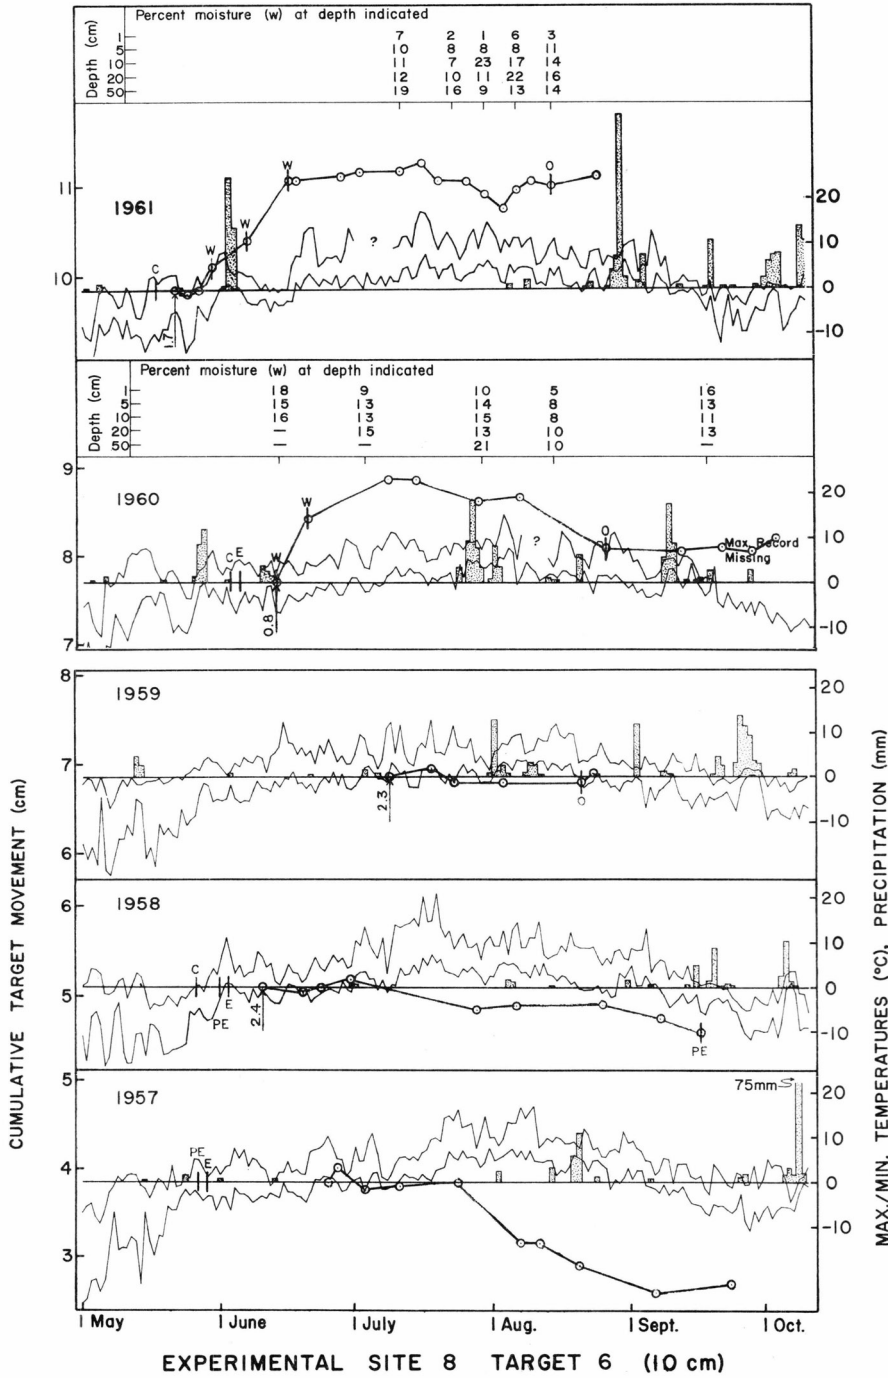 Percent moisture (w) at depth indicated
Depth (cm)
1 7 2 1 6 3
5 10 8 8 8 11
10 11 7 23 17 14
20 12 10 11 22 16
50 19 16 9 13 14
1961
11
10
20
10
0
-10
C W W W O
?
1.7
Percent moisture (w) at depth indicated
Depth (cm)
1 18 9 10 5 16
5 15 13 14 8 13
10 16 13 15 8 11
20 — 15 13 10 13
50 — — 21 10 —
1960
9
8
7
20
10
0
-10
C E W W O
?
Max. Record
Missing
0.8
1959
8
7
6
20
10
0
-10
2.3
O
1958
6
5
20
10
0
-10
C
PE
E
2.4
PE
1957
5
4
3
20
10
0
-10
PE
E
75mm
CUMULATIVE TARGET MOVEMENT (cm)
MAX./MIN. TEMPERATURES (°C), PRECIPITATION (mm)
1 May 1 June 1 July 1 Aug. 1 Sept. 1 Oct.
EXPERIMENTAL SITE 8 TARGET 6 (10 cm)